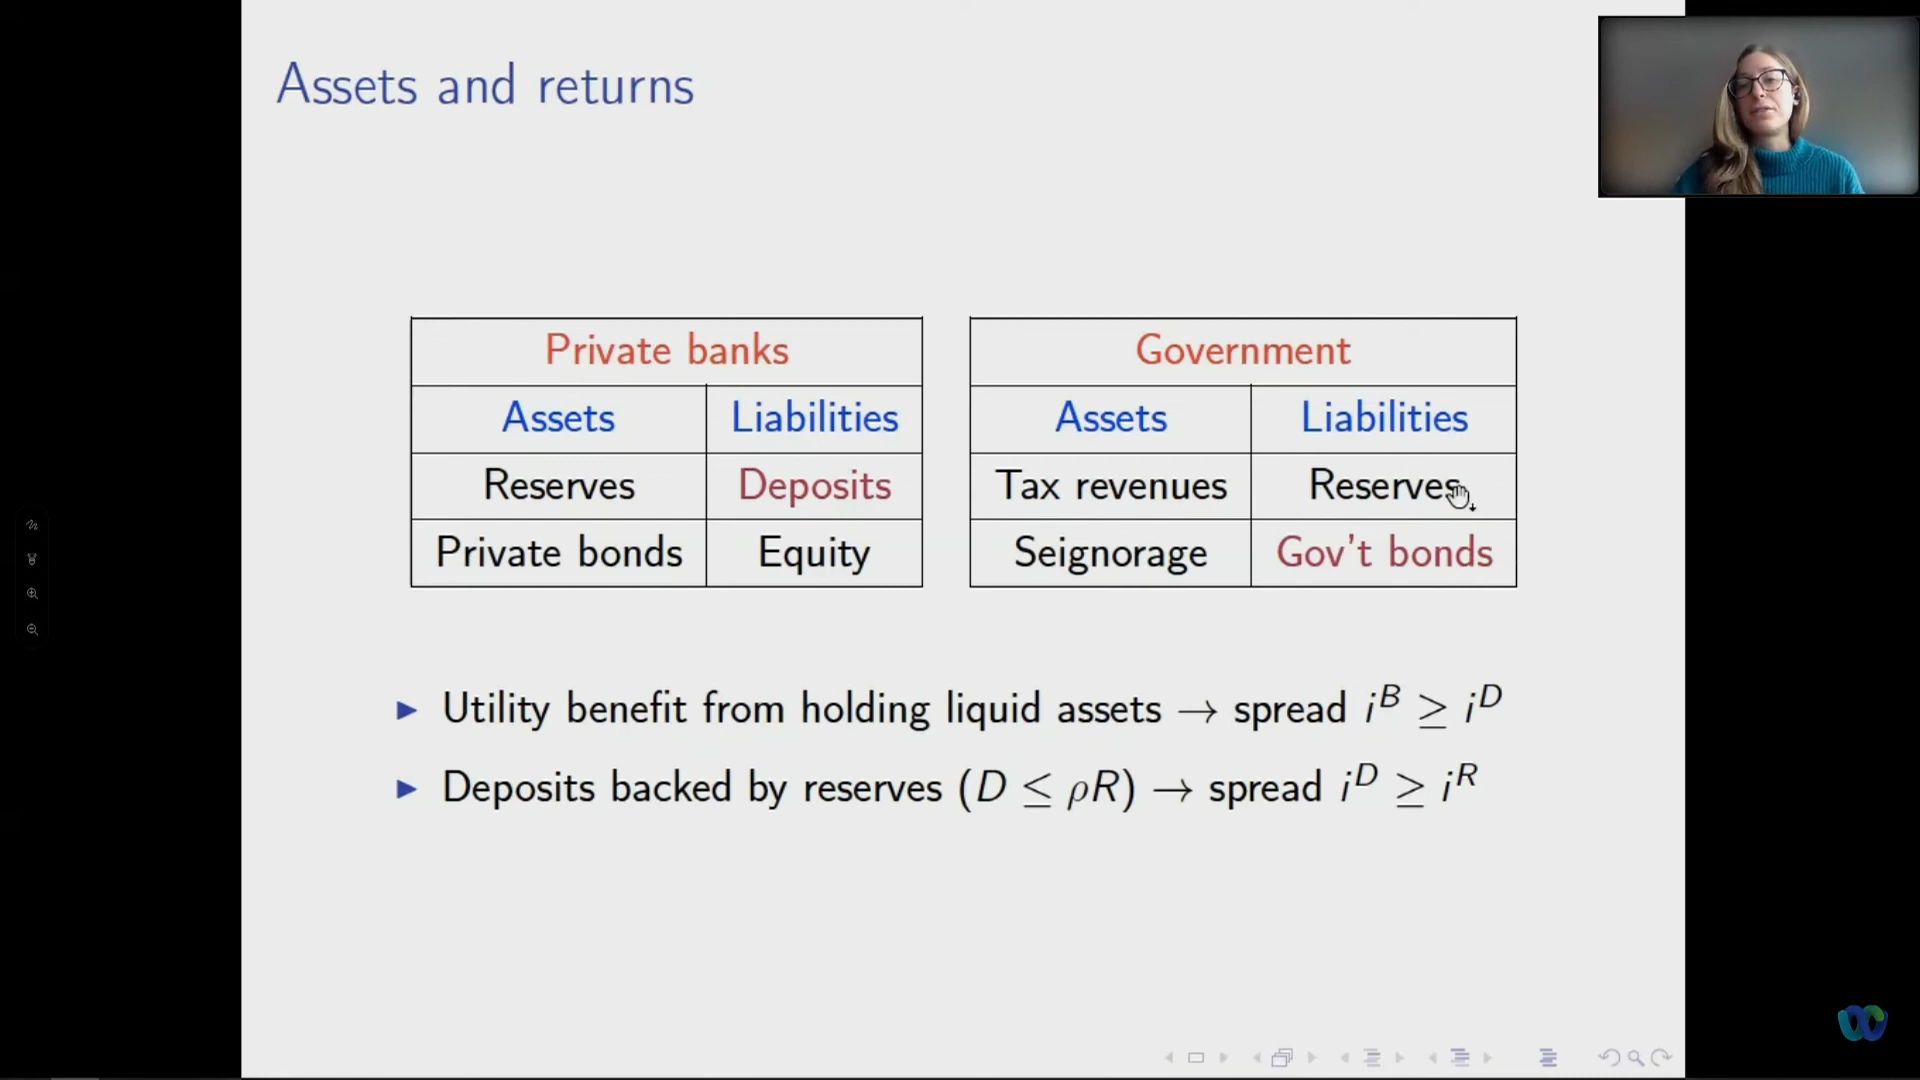 Assets and returns
Private banks
Assets Liabilities
Reserves Deposits
Private bonds Equity
Government
Assets Liabilities
Tax revenues Reserves
Seignorage Gov't bonds
Utility benefit from holding liquid assets → spread i^B ≥ i^D
Deposits backed by reserves (D ≤ ρR) → spread i^D ≥ i^R